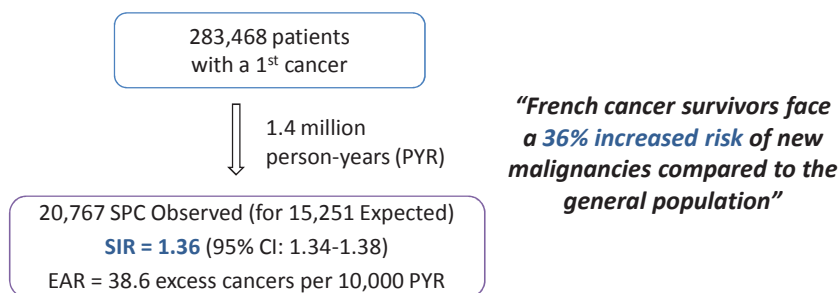 283,468 patients
with a 1st cancer
1.4 million
person-years (PYR)
“French cancer survivors face
a 36% increased risk of new
malignancies compared to the
general population”
20,767 SPC Observed (for 15,251 Expected)
SIR = 1.36 (95% CI: 1.34-1.38)
EAR = 38.6 excess cancers per 10,000 PYR